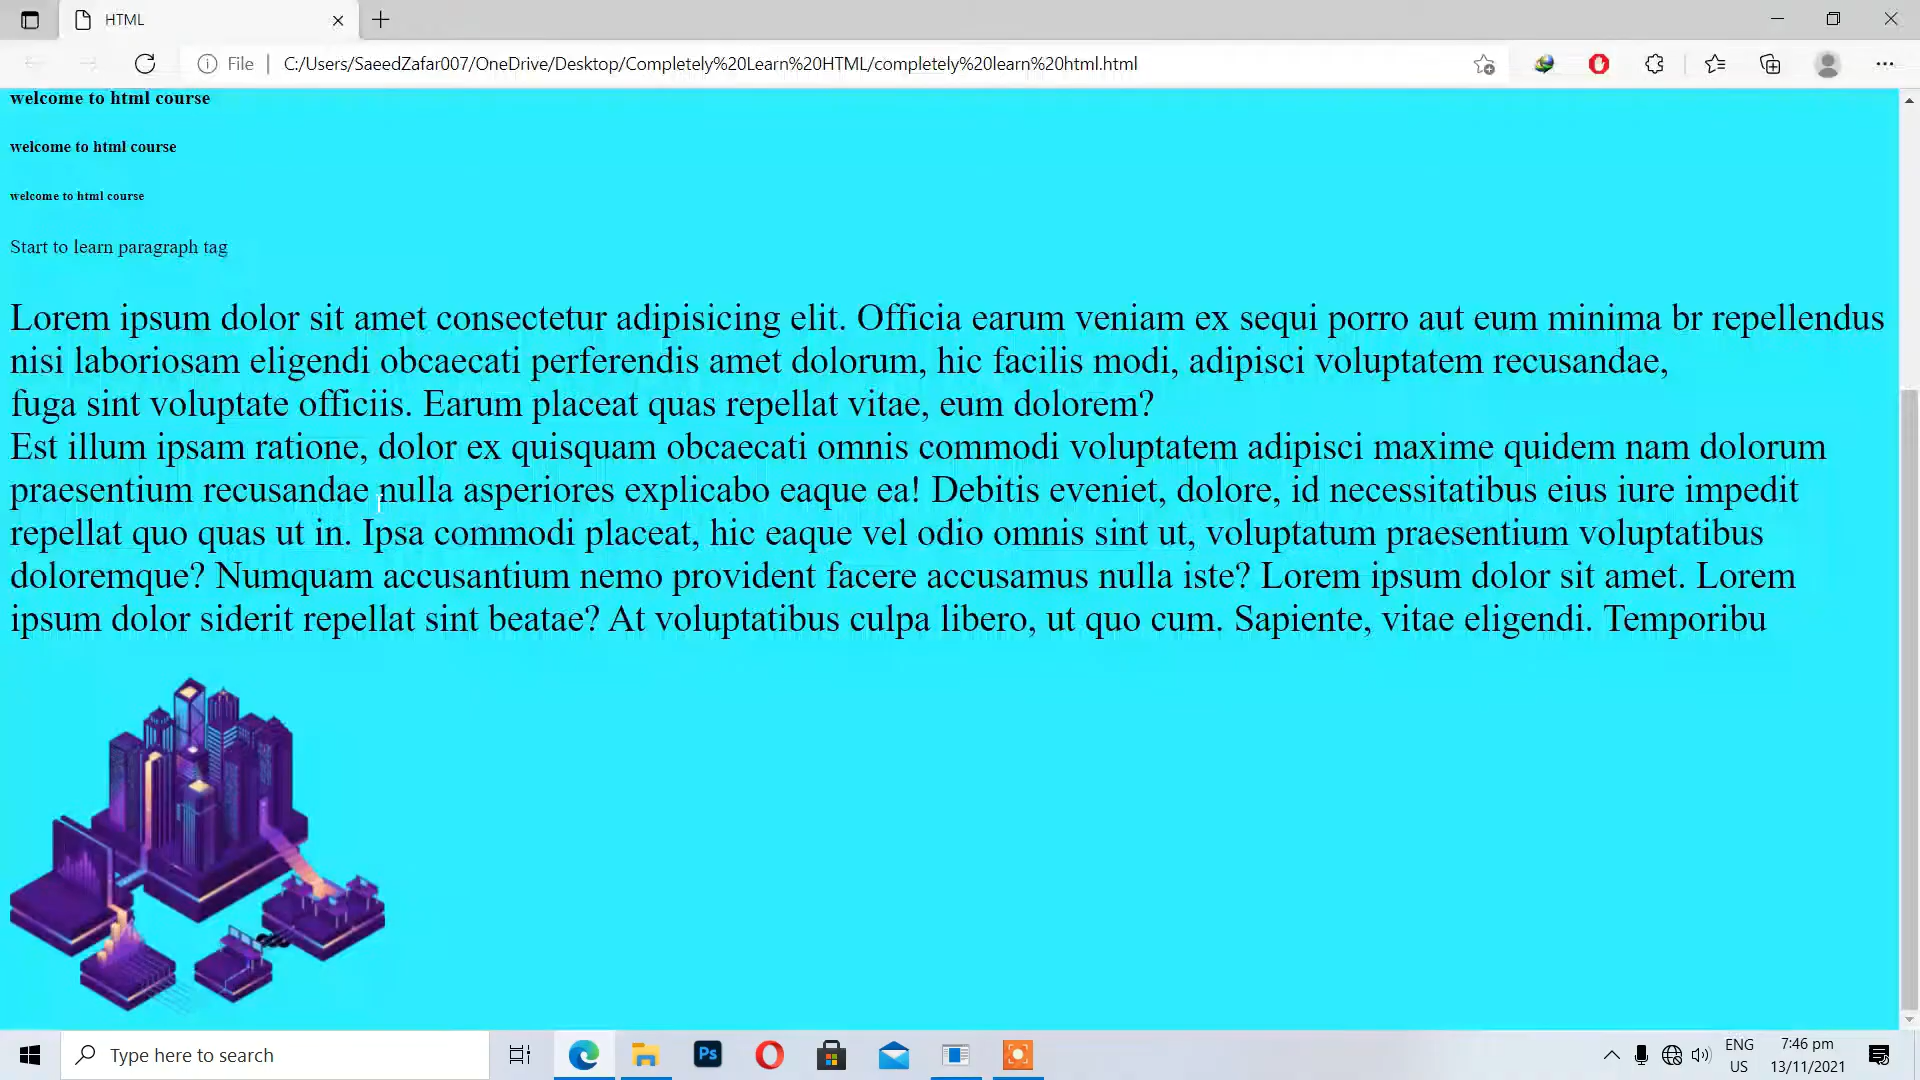 HTML
File
C:/Users/SaeedZafar007/OneDrive/Desktop/Completely%20Learn%20HTML/completely%20learn%20html.html
welcome to html course
welcome to html course
welcome to html course
Start to learn paragraph tag
Lorem ipsum dolor sit amet consectetur adipisicing elit. Officia earum veniam ex sequi porro aut eum minima br repellendus
nisi laboriosam eligendi obcaecati perferendis amet dolorum, hic facilis modi, adipisci voluptatem recusandae,
fuga sint voluptate officiis. Earum placeat quas repellat vitae, eum dolorem?
Est illum ipsam ratione, dolor ex quisquam obcaecati omnis commodi voluptatem adipisci maxime quidem nam dolorum
praesentium recusandae nulla asperiores explicabo eaque ea! Debitis eveniet, dolore, id necessitatibus eius iure impedit
repellat quo quas ut in. Ipsa commodi placeat, hic eaque vel odio omnis sint ut, voluptatum praesentium voluptatibus
doloremque? Numquam accusantium nemo provident facere accusamus nulla iste? Lorem ipsum dolor sit amet. Lorem
ipsum dolor siderit repellat sint beatae? At voluptatibus culpa libero, ut quo cum. Sapiente, vitae eligendi. Temporibu
Type here to search
Ps
ENG
US
7:46 pm
13/11/2021